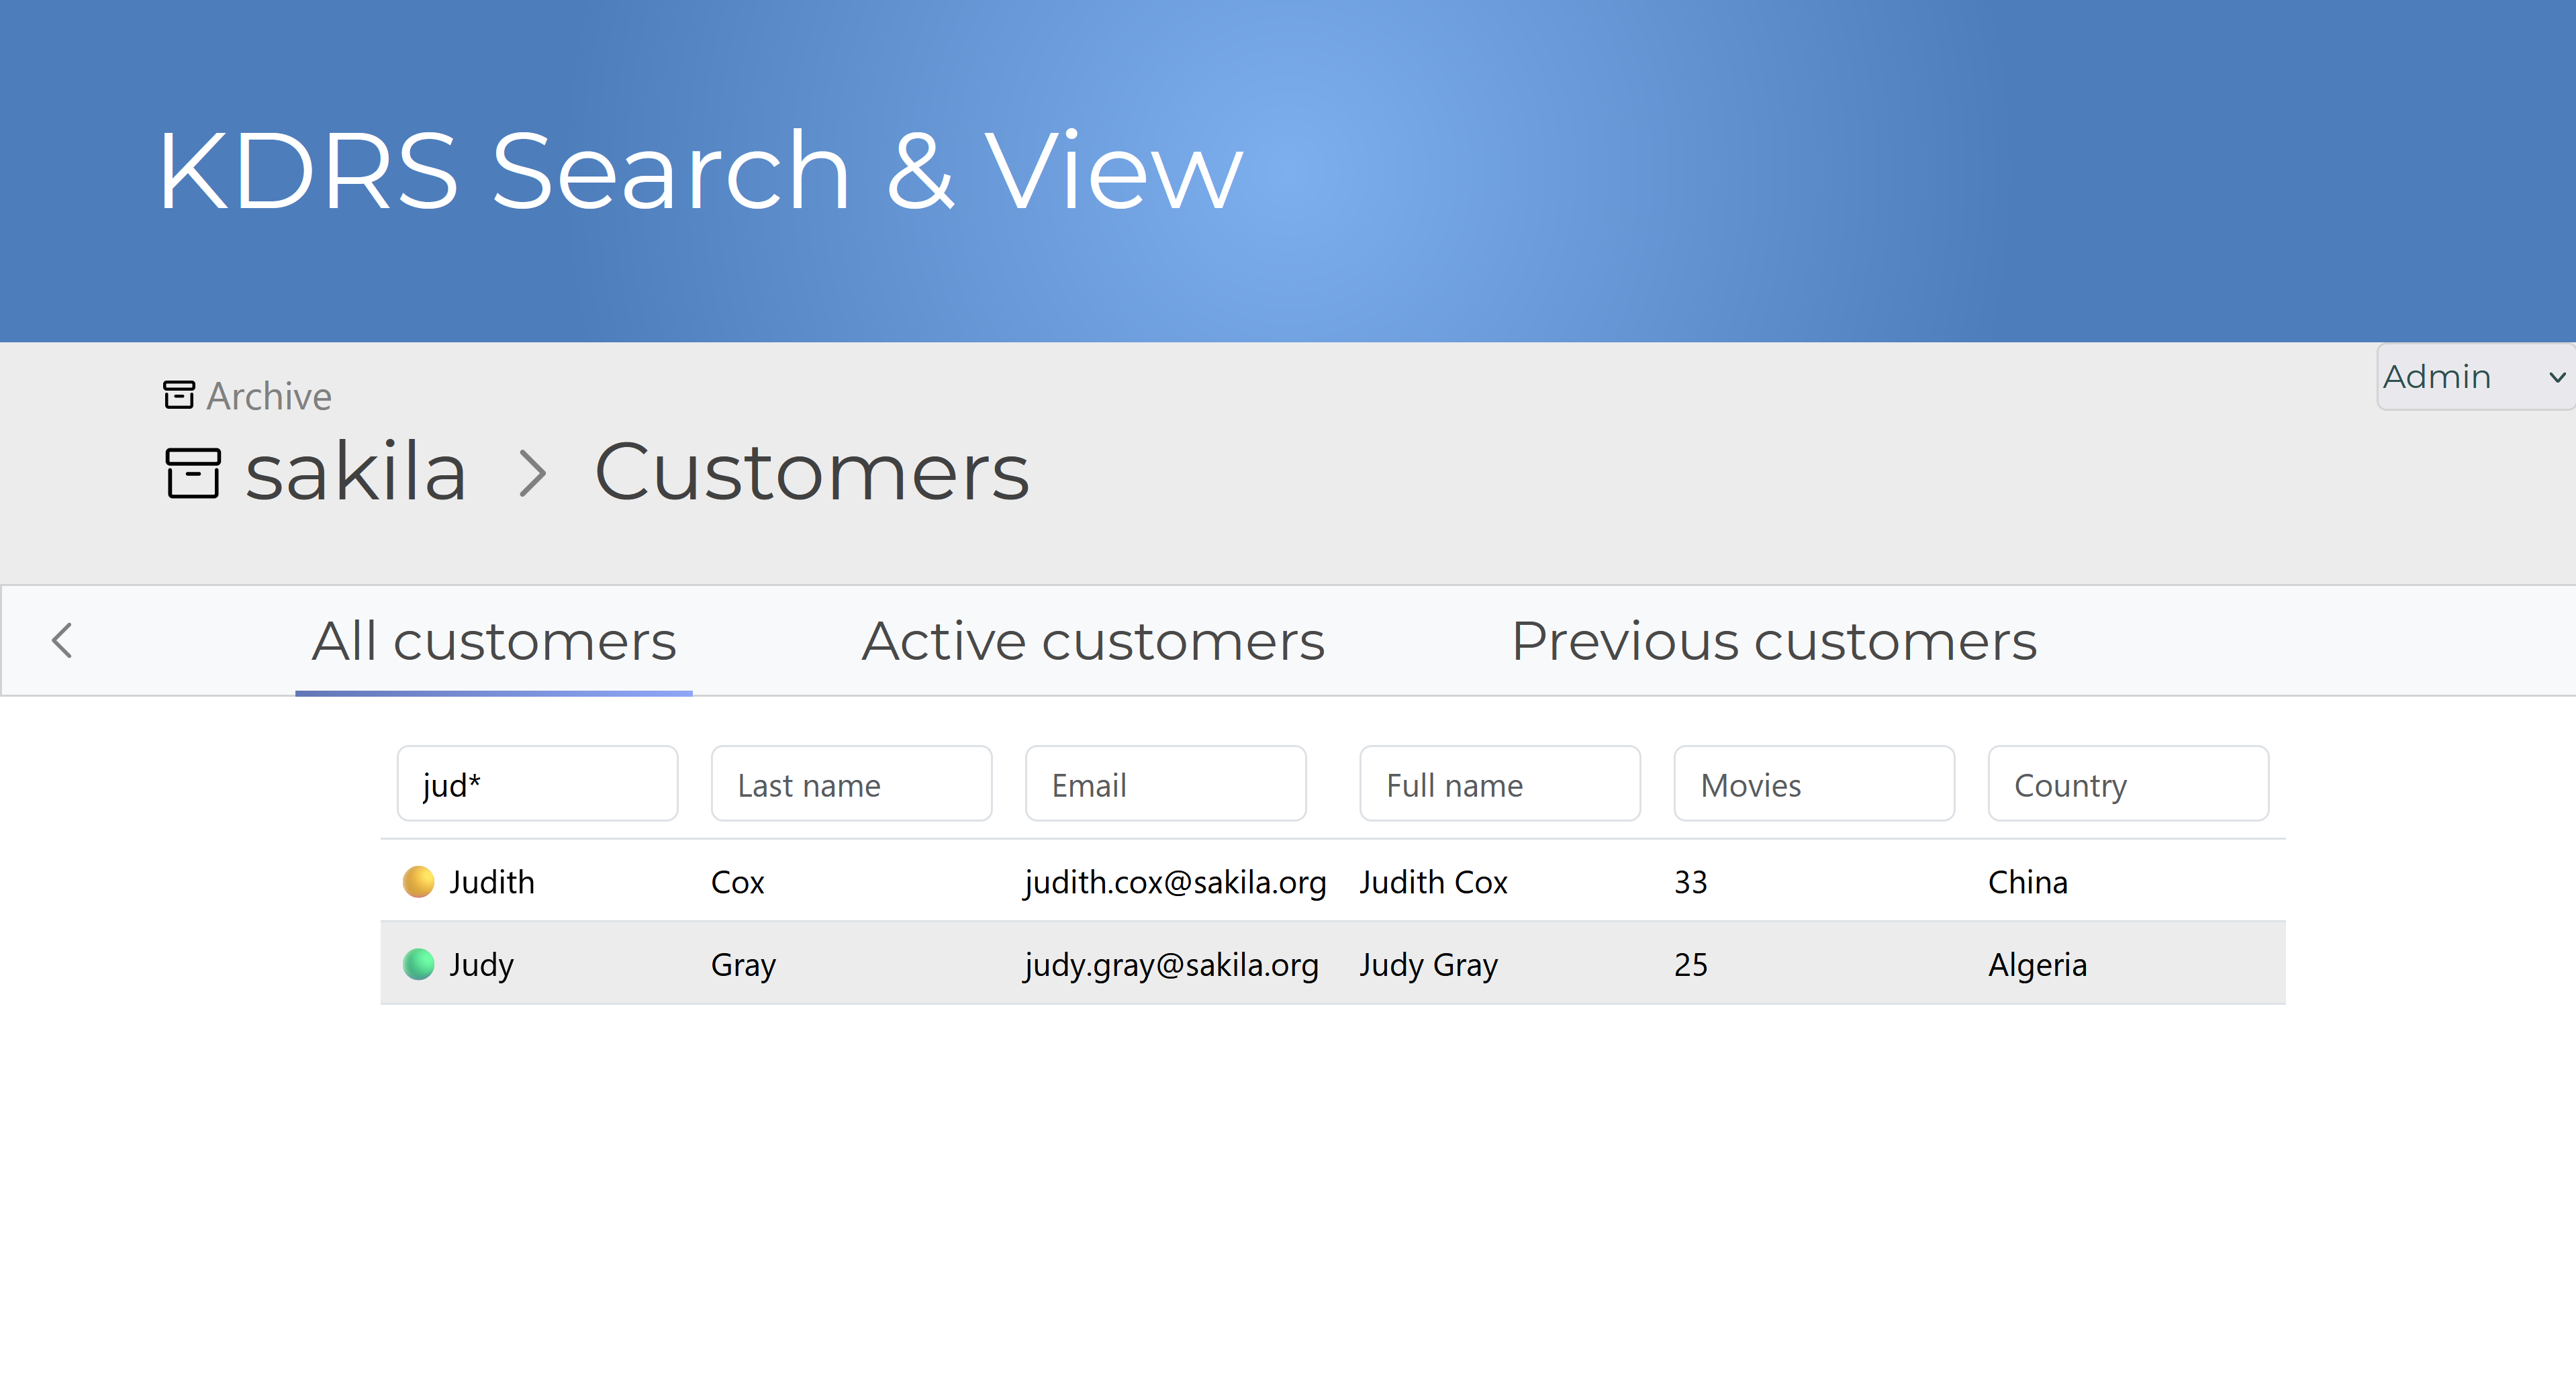 KDRS Search & View
Archive
Admin
sakila > Customers
All customers Active customers Previous customers
jud* Last name Email Full name Movies Country
Judith Cox judith.cox@sakila.org Judith Cox 33 China
Judy Gray judy.gray@sakila.org Judy Gray 25 Algeria